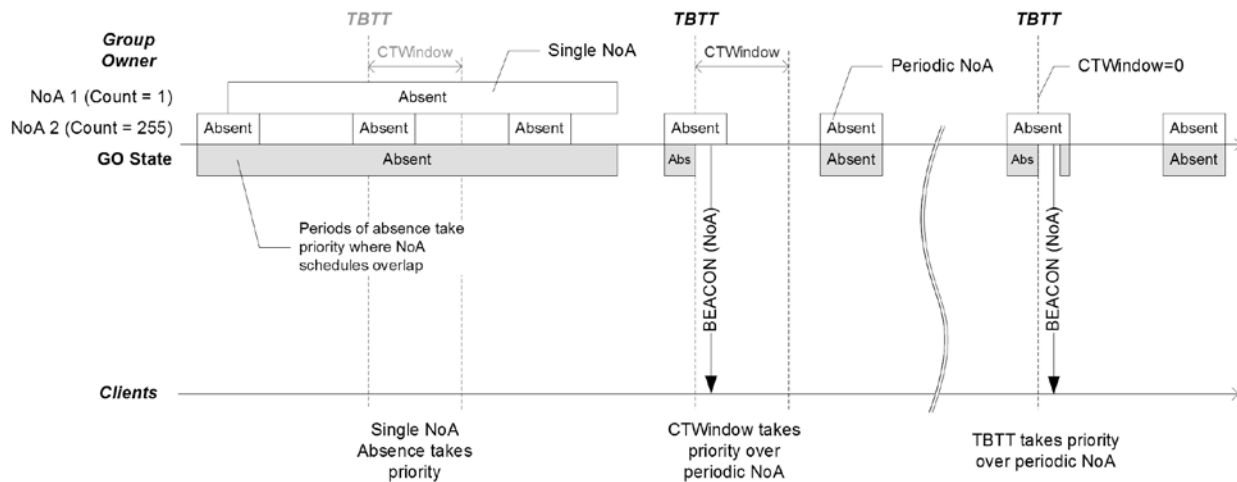 TBTT
TBTT
TBTT
Group
Owner
CTWindow
Single NoA
CTWindow
Periodic NoA
CTWindow=0
NoA 1 (Count = 1)
Absent
NoA 2 (Count = 255)
Absent
Absent
Absent
Absent
Absent
Absent
Absent
GO State
Absent
Abs
Absent
Abs
Absent
Periods of absence take
priority where NoA
schedules overlap
BEACON (NoA)
BEACON (NoA)
Clients
Single NoA
Absence takes
priority
CTWindow takes
priority over
periodic NoA
TBTT takes priority
over periodic NoA